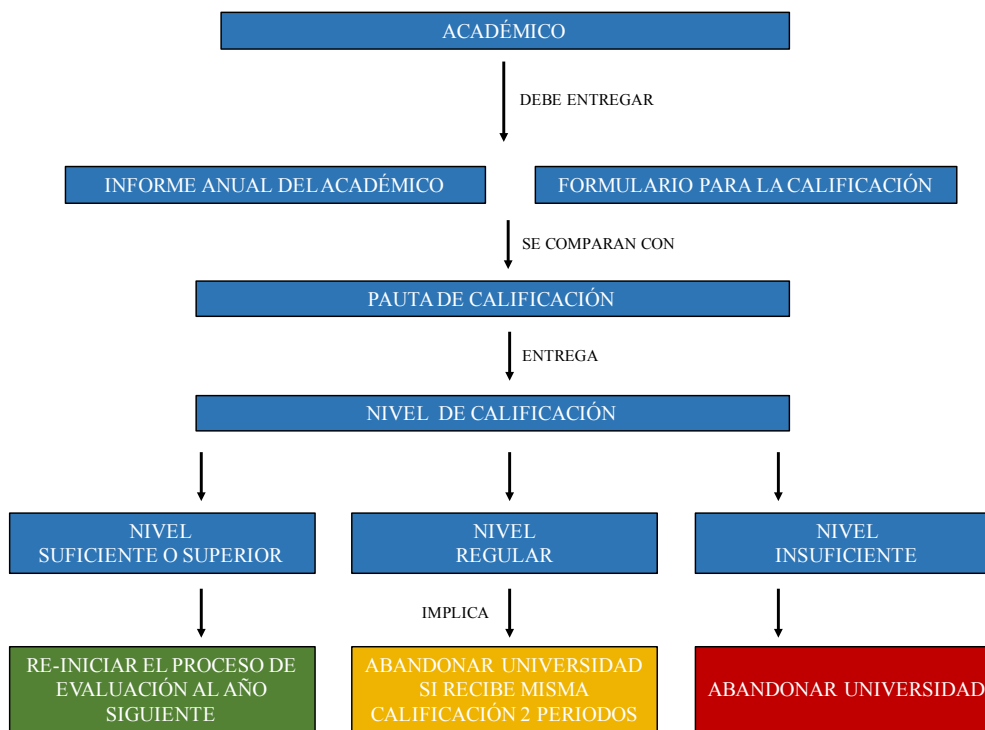 ACADÉMICO
DEBE ENTREGAR
INFORME ANUAL DEL ACADÉMICO
FORMULARIO PARA LA CALIFICACIÓN
SE COMPARAN CON
PAUTA DE CALIFICACIÓN
ENTREGA
NIVEL DE CALIFICACIÓN
NIVEL
SUFICIENTE O SUPERIOR
NIVEL
REGULAR
NIVEL
INSUFICIENTE
IMPLICA
RE-INICIAR EL PROCESO DE
EVALUACIÓN AL AÑO
SIGUIENTE
ABANDONAR UNIVERSIDAD
SI RECIBE MISMA
CALIFICACIÓN 2 PERIODOS
ABANDONAR UNIVERSIDAD